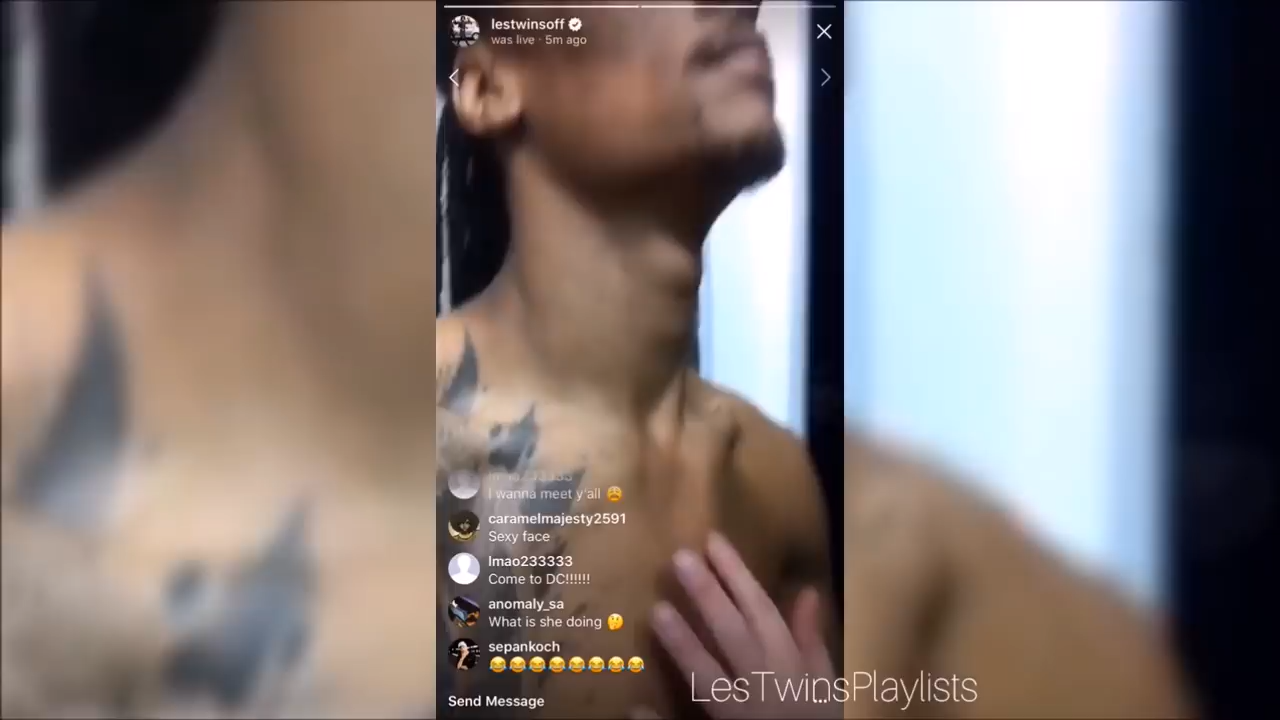 lestwinsoff
was live · 5m ago
I wanna meet y'all 😩
caramelmajesty2591
Sexy face
lmao233333
Come to DC!!!!!!
anomaly_sa
What is she doing 🤔
sepankoch
😂😂😂😂😂😂😂😂
Send Message
LesTwinsPlaylists